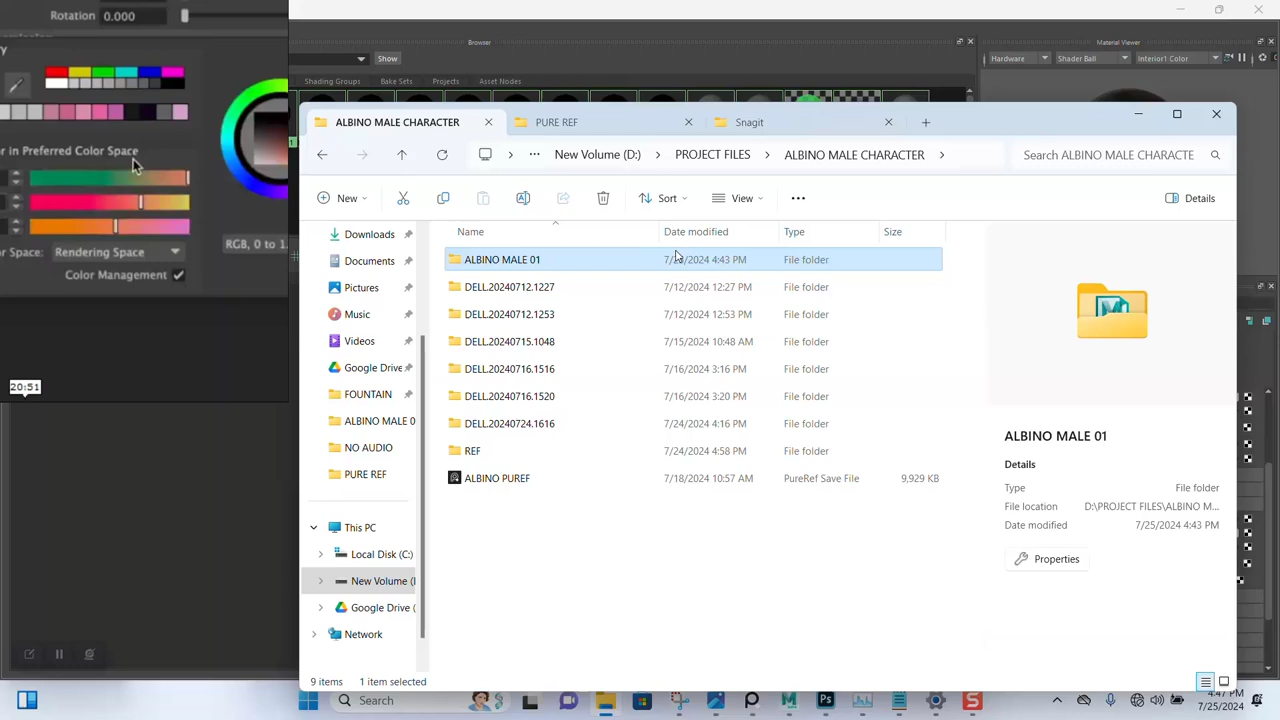 Rotation 0.000
Browser
Material Viewer
Show
Hardware
Shader Ball
Interior1 Color
Shading Groups
Bake Sets
Projects
Asset Nodes
ALBINO MALE CHARACTER
PURE REF
Snagit
New Volume (D:)
PROJECT FILES
ALBINO MALE CHARACTER
Search ALBINO MALE CHARACTE
New
Sort
View
Details
Name
Date modified
Type
Size
ALBINO MALE 01 4:43 PM File folder
DELL.20240712.1227 7/12/2024 12:27 PM File folder
DELL.20240712.1253 7/12/2024 12:53 PM File folder
DELL.20240715.1048 7/15/2024 10:48 AM File folder
DELL.20240716.1516 7/16/2024 3:16 PM File folder
DELL.20240716.1520 7/16/2024 3:20 PM File folder
DELL.20240724.1616 7/24/2024 4:16 PM File folder
REF 7/24/2024 4:58 PM File folder
ALBINO PUREF 7/18/2024 10:57 AM PureRef Save File 9,929 KB
Downloads
Documents
Pictures
Music
Videos
Google Drive
FOUNTAIN
ALBINO MALE 0
NO AUDIO
PURE REF
This PC
Local Disk (C:)
New Volume (
Google Drive (
Network
ALBINO MALE 01
Details
Type File folder
File location D:\PROJECT FILES\ALBINO M...
Date modified 7/25/2024 4:43 PM
Properties
9 items
1 item selected
y
r in Preferred Color Space
or Space: Rendering Space
Color Management
RGB, 0 to 1.
20:51
Search
4:47 PM
7/25/2024